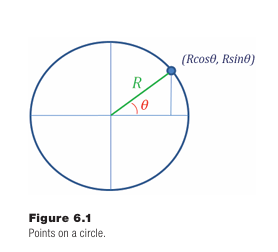 (Rcosθ, Rsinθ)
R
θ
Figure 6.1
Points on a circle.